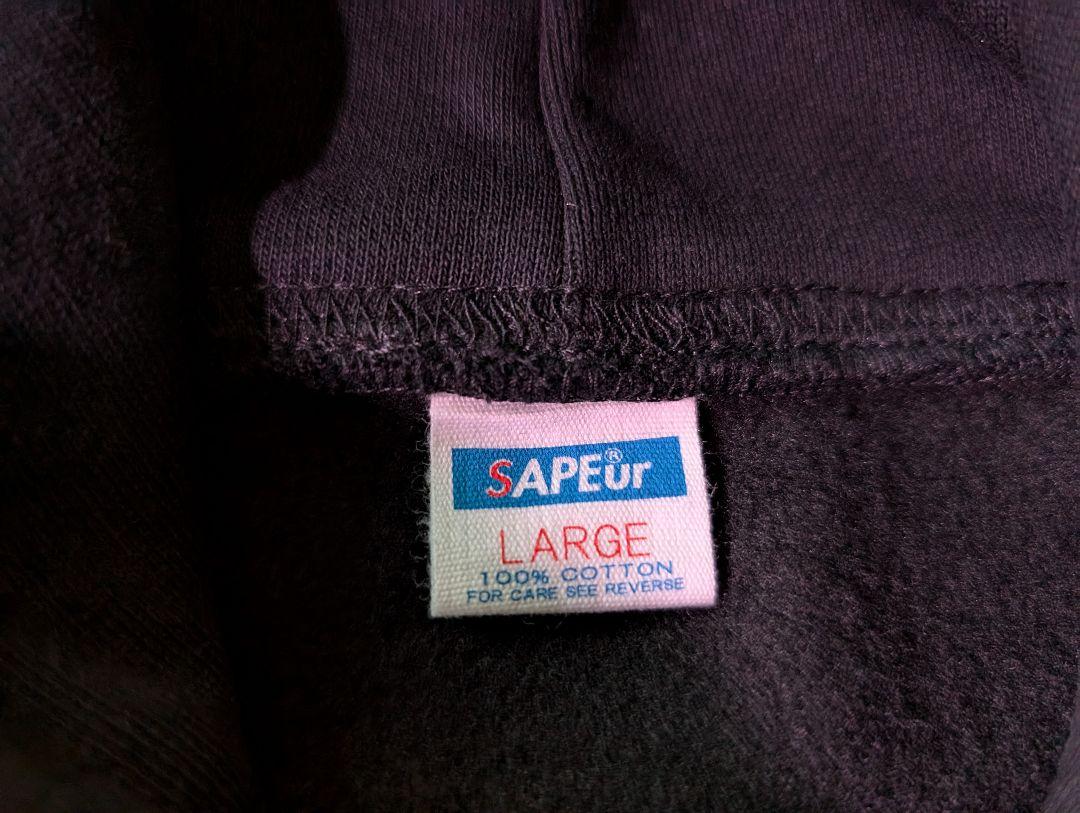 SAPEur®
LARGE
100% COTTON
FOR CARE SEE REVERSE